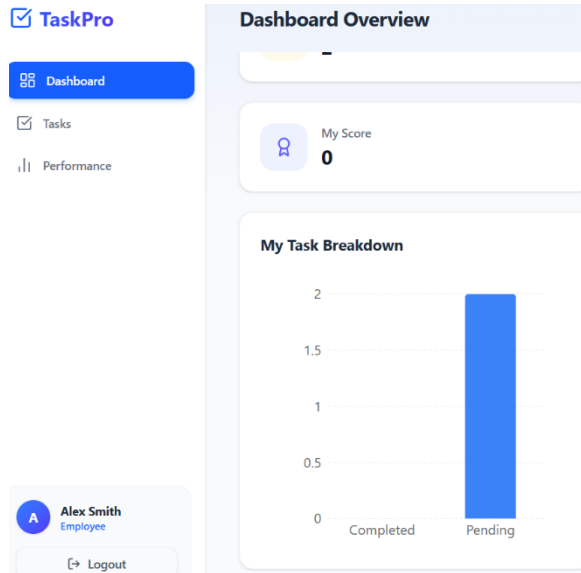 TaskPro
Dashboard Overview
Dashboard
Tasks
Performance
My Score
0
My Task Breakdown
2
1.5
1
0.5
0
Completed
Pending
A
Alex Smith
Employee
Logout